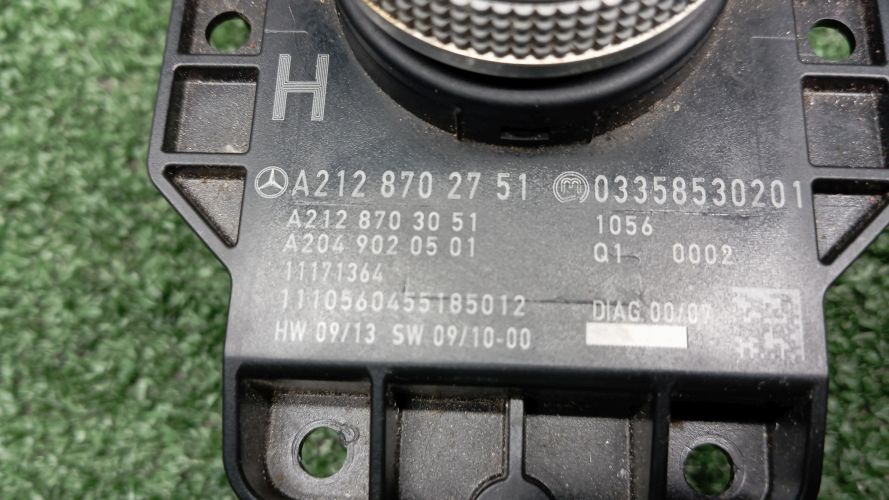 H
A212 870 27 51 03358530201
A212 870 30 51 1056
A204 902 05 01 Q1 0002
11171364
1110560455185012 DIAG 00/07
HW 09/13 SW 09/10-00